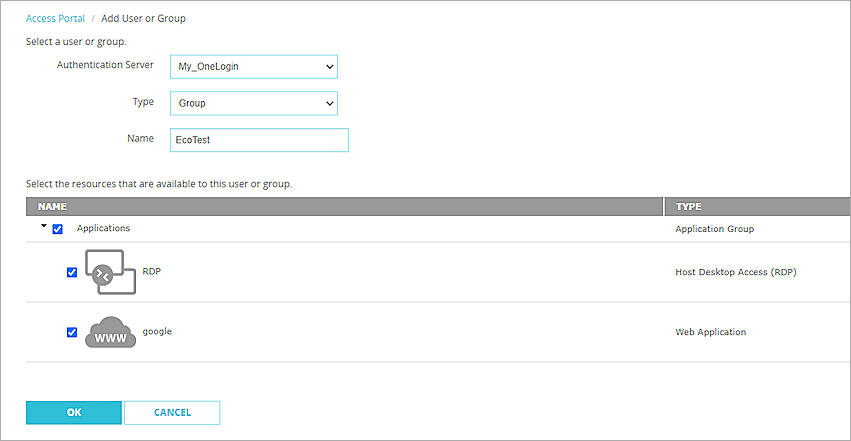 Access Portal / Add User or Group
Select a user or group.
Authentication Server My_OneLogin
Type Group
Name EcoTest
Select the resources that are available to this user or group.
NAME TYPE
Applications Application Group
RDP Host Desktop Access (RDP)
WWW google Web Application
OK CANCEL